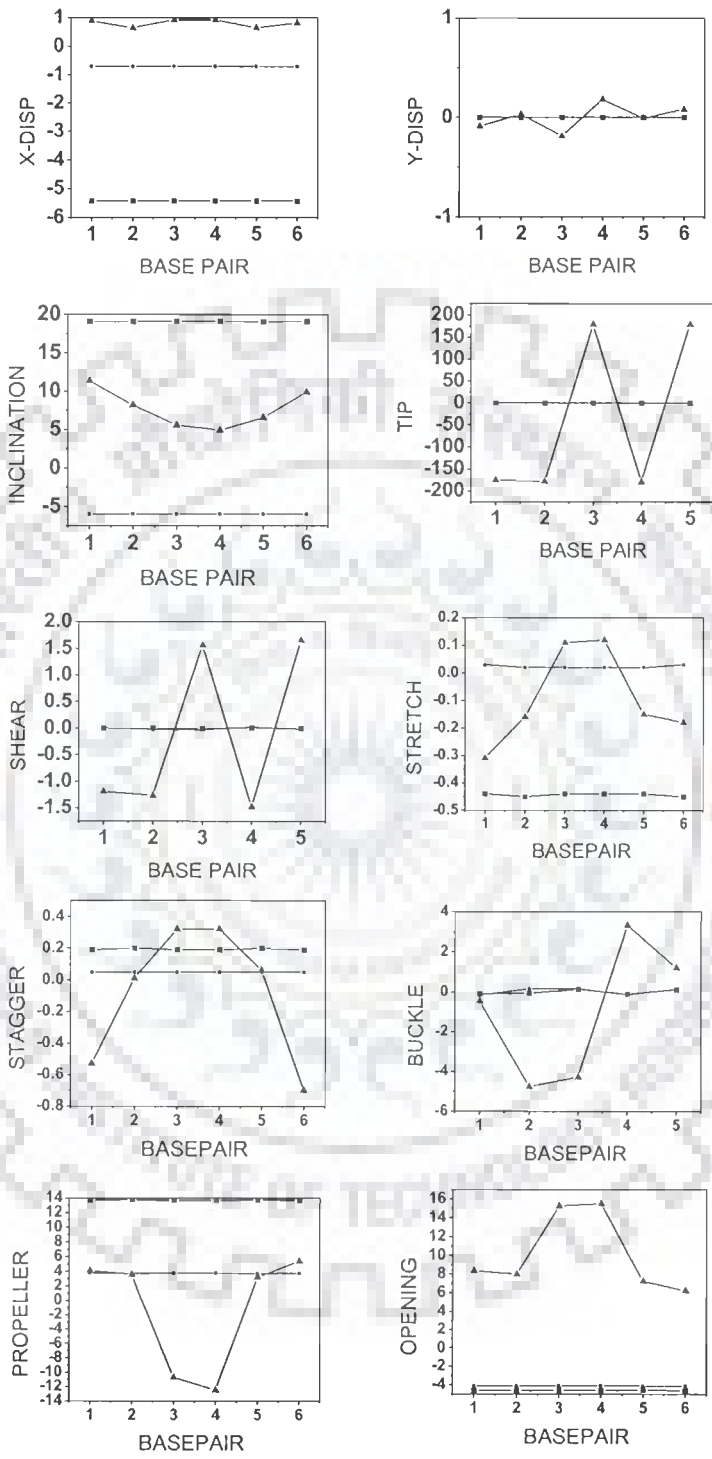 1
0
-1
-2
-3
-4
-5
-6
X-DISP
1 2 3 4 5 6
BASE PAIR
1
0
-1
Y-DISP
1 2 3 4 5 6
BASE PAIR
20
15
10
5
0
-5
INCLINATION
1 2 3 4 5 6
BASE PAIR
200
150
100
50
0
-50
-100
-150
-200
TIP
1 2 3 4 5
BASE PAIR
2.0
1.5
1.0
0.5
0.0
-0.5
-1.0
-1.5
SHEAR
1 2 3 4 5
BASE PAIR
0.2
0.1
0.0
-0.1
-0.2
-0.3
-0.4
-0.5
STRETCH
1 2 3 4 5 6
BASEPAIR
0.4
0.2
0.0
-0.2
-0.4
-0.6
-0.8
STAGGER
1 2 3 4 5 6
BASEPAIR
4
2
0
-2
-4
-6
BUCKLE
1 2 3 4 5
BASEPAIR
14
12
10
8
6
4
2
0
-2
-4
-6
-8
-10
-12
-14
PROPELLER
1 2 3 4 5 6
BASEPAIR
16
14
12
10
8
6
4
2
0
-2
-4
OPENING
1 2 3 4 5 6
BASEPAIR